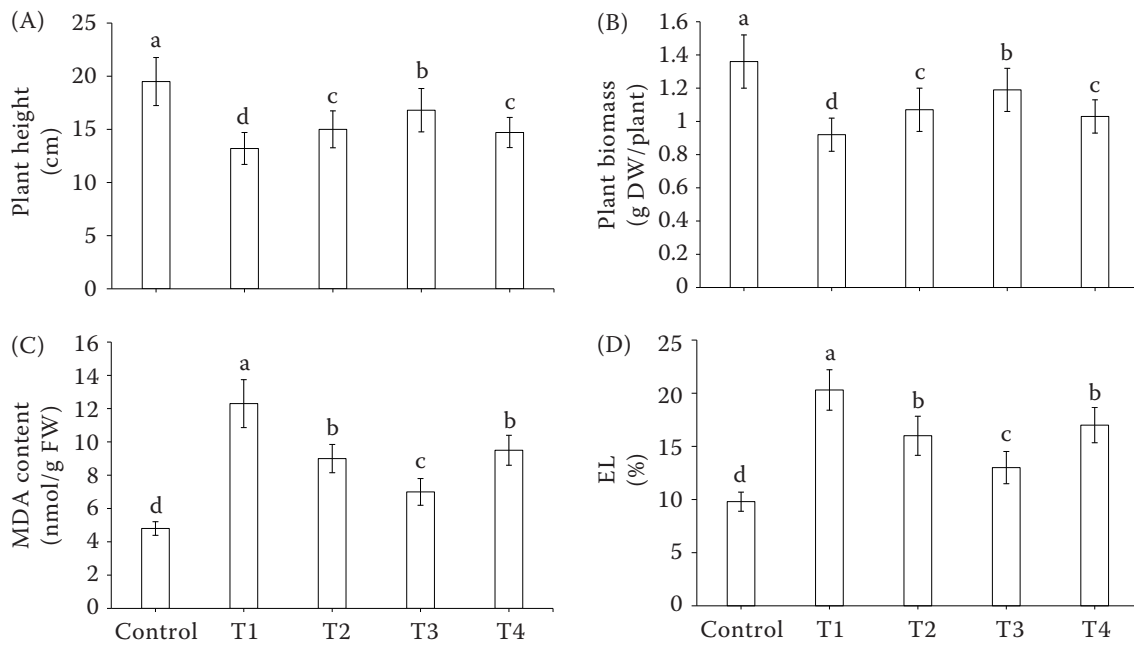 (A)
Plant height
(cm)
25
20
15
10
5
0
a
d
c
b
c
(B)
Plant biomass
(g DW/plant)
1.6
1.4
1.2
1
0.8
0.6
0.4
0.2
0
a
d
c
b
c
(C)
MDA content
(nmol/g FW)
16
14
12
10
8
6
4
2
0
d
a
b
c
b
Control T1 T2 T3 T4
(D)
EL
(%)
25
20
15
10
5
0
d
a
b
c
b
Control T1 T2 T3 T4